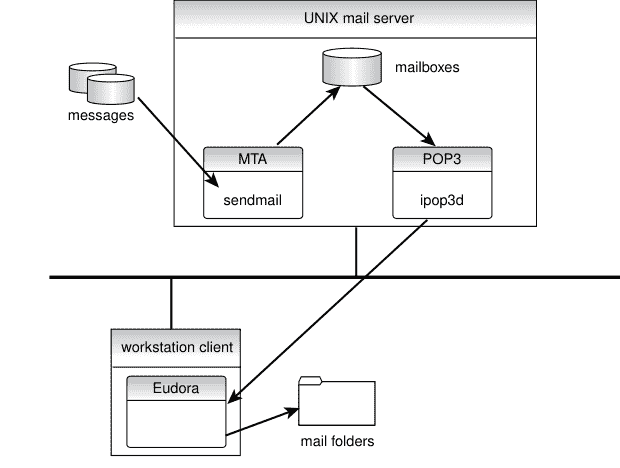 UNIX mail server
mailboxes
messages
MTA
sendmail
POP3
ipop3d
workstation client
Eudora
mail folders